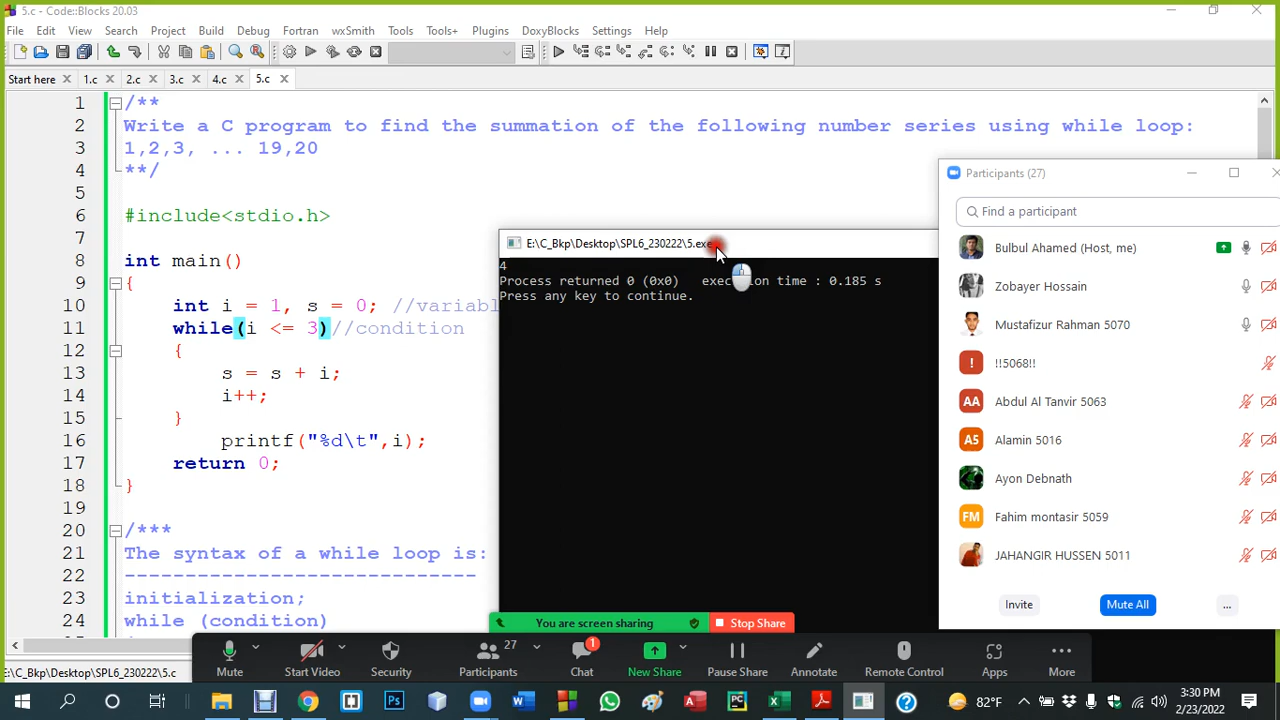 5.c - Code::Blocks 20.03
File Edit View Search Project Build Debug Fortran wxSmith Tools Tools+ Plugins DoxyBlocks Settings Help
Start here 1.c 2.c 3.c 4.c 5.c
1 /**
2 Write a C program to find the summation of the following number series using while loop:
3 1,2,3, ... 19,20
4 **/
5
6 #include<stdio.h>
7
8 int main()
9 {
10 int i = 1, s = 0; //variabl
11 while(i <= 3)//condition
12 {
13 s = s + i;
14 i++;
15 }
16 printf("%d\t",i);
17 return 0;
18 }
19
20 /***
21 The syntax of a while loop is:
22 -----------------------------
23 initialization;
24 while (condition)
E:\C_Bkp\Desktop\SPL6_230222\5.exe
4
Process returned 0 (0x0) execution time : 0.185 s
Press any key to continue.
Participants (27)
Find a participant
Bulbul Ahamed (Host, me)
Zobayer Hossain
Mustafizur Rahman 5070
! !!5068!!
AA Abdul Al Tanvir 5063
A5 Alamin 5016
Ayon Debnath
FM Fahim montasir 5059
JAHANGIR HUSSEN 5011
Invite Mute All ...
You are screen sharing Stop Share
27 1
Mute Start Video Security Participants Chat New Share Pause Share Annotate Remote Control Apps More
E:\C_Bkp\Desktop\SPL6_230222\5.c
82°F 3:30 PM
2/23/2022